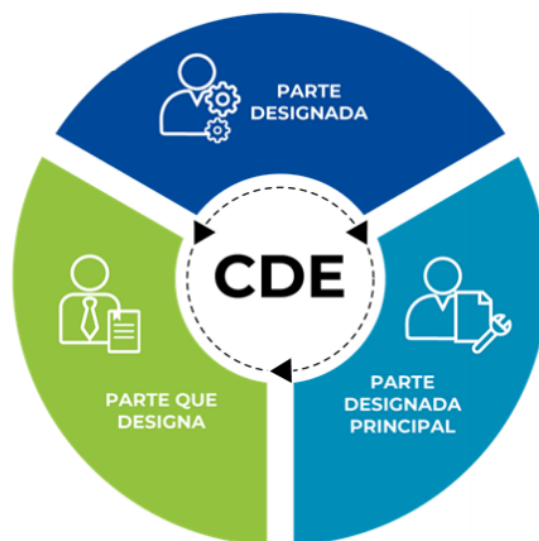 PARTE
DESIGNADA
CDE
PARTE QUE
DESIGNA
PARTE
DESIGNADA
PRINCIPAL